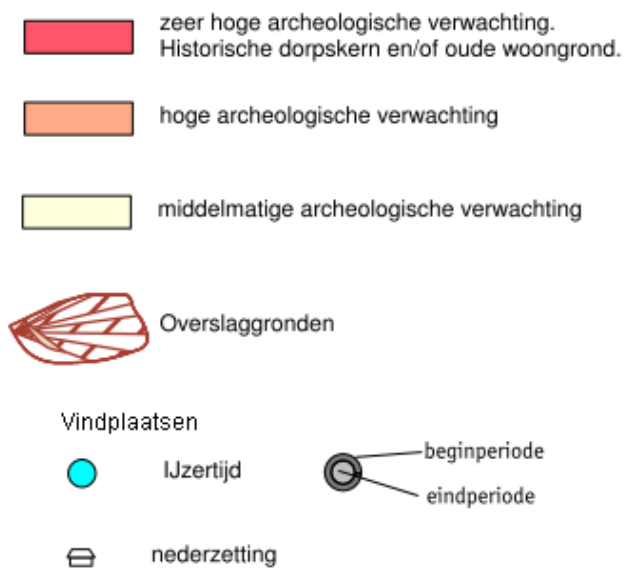 zeer hoge archeologische verwachting.
Historische dorpskern en/of oude woongrond.
hoge archeologische verwachting
middelmatige archeologische verwachting
Overslaggronden
Vindplaatsen
IJzertijd
beginperiode
eindperiode
nederzetting